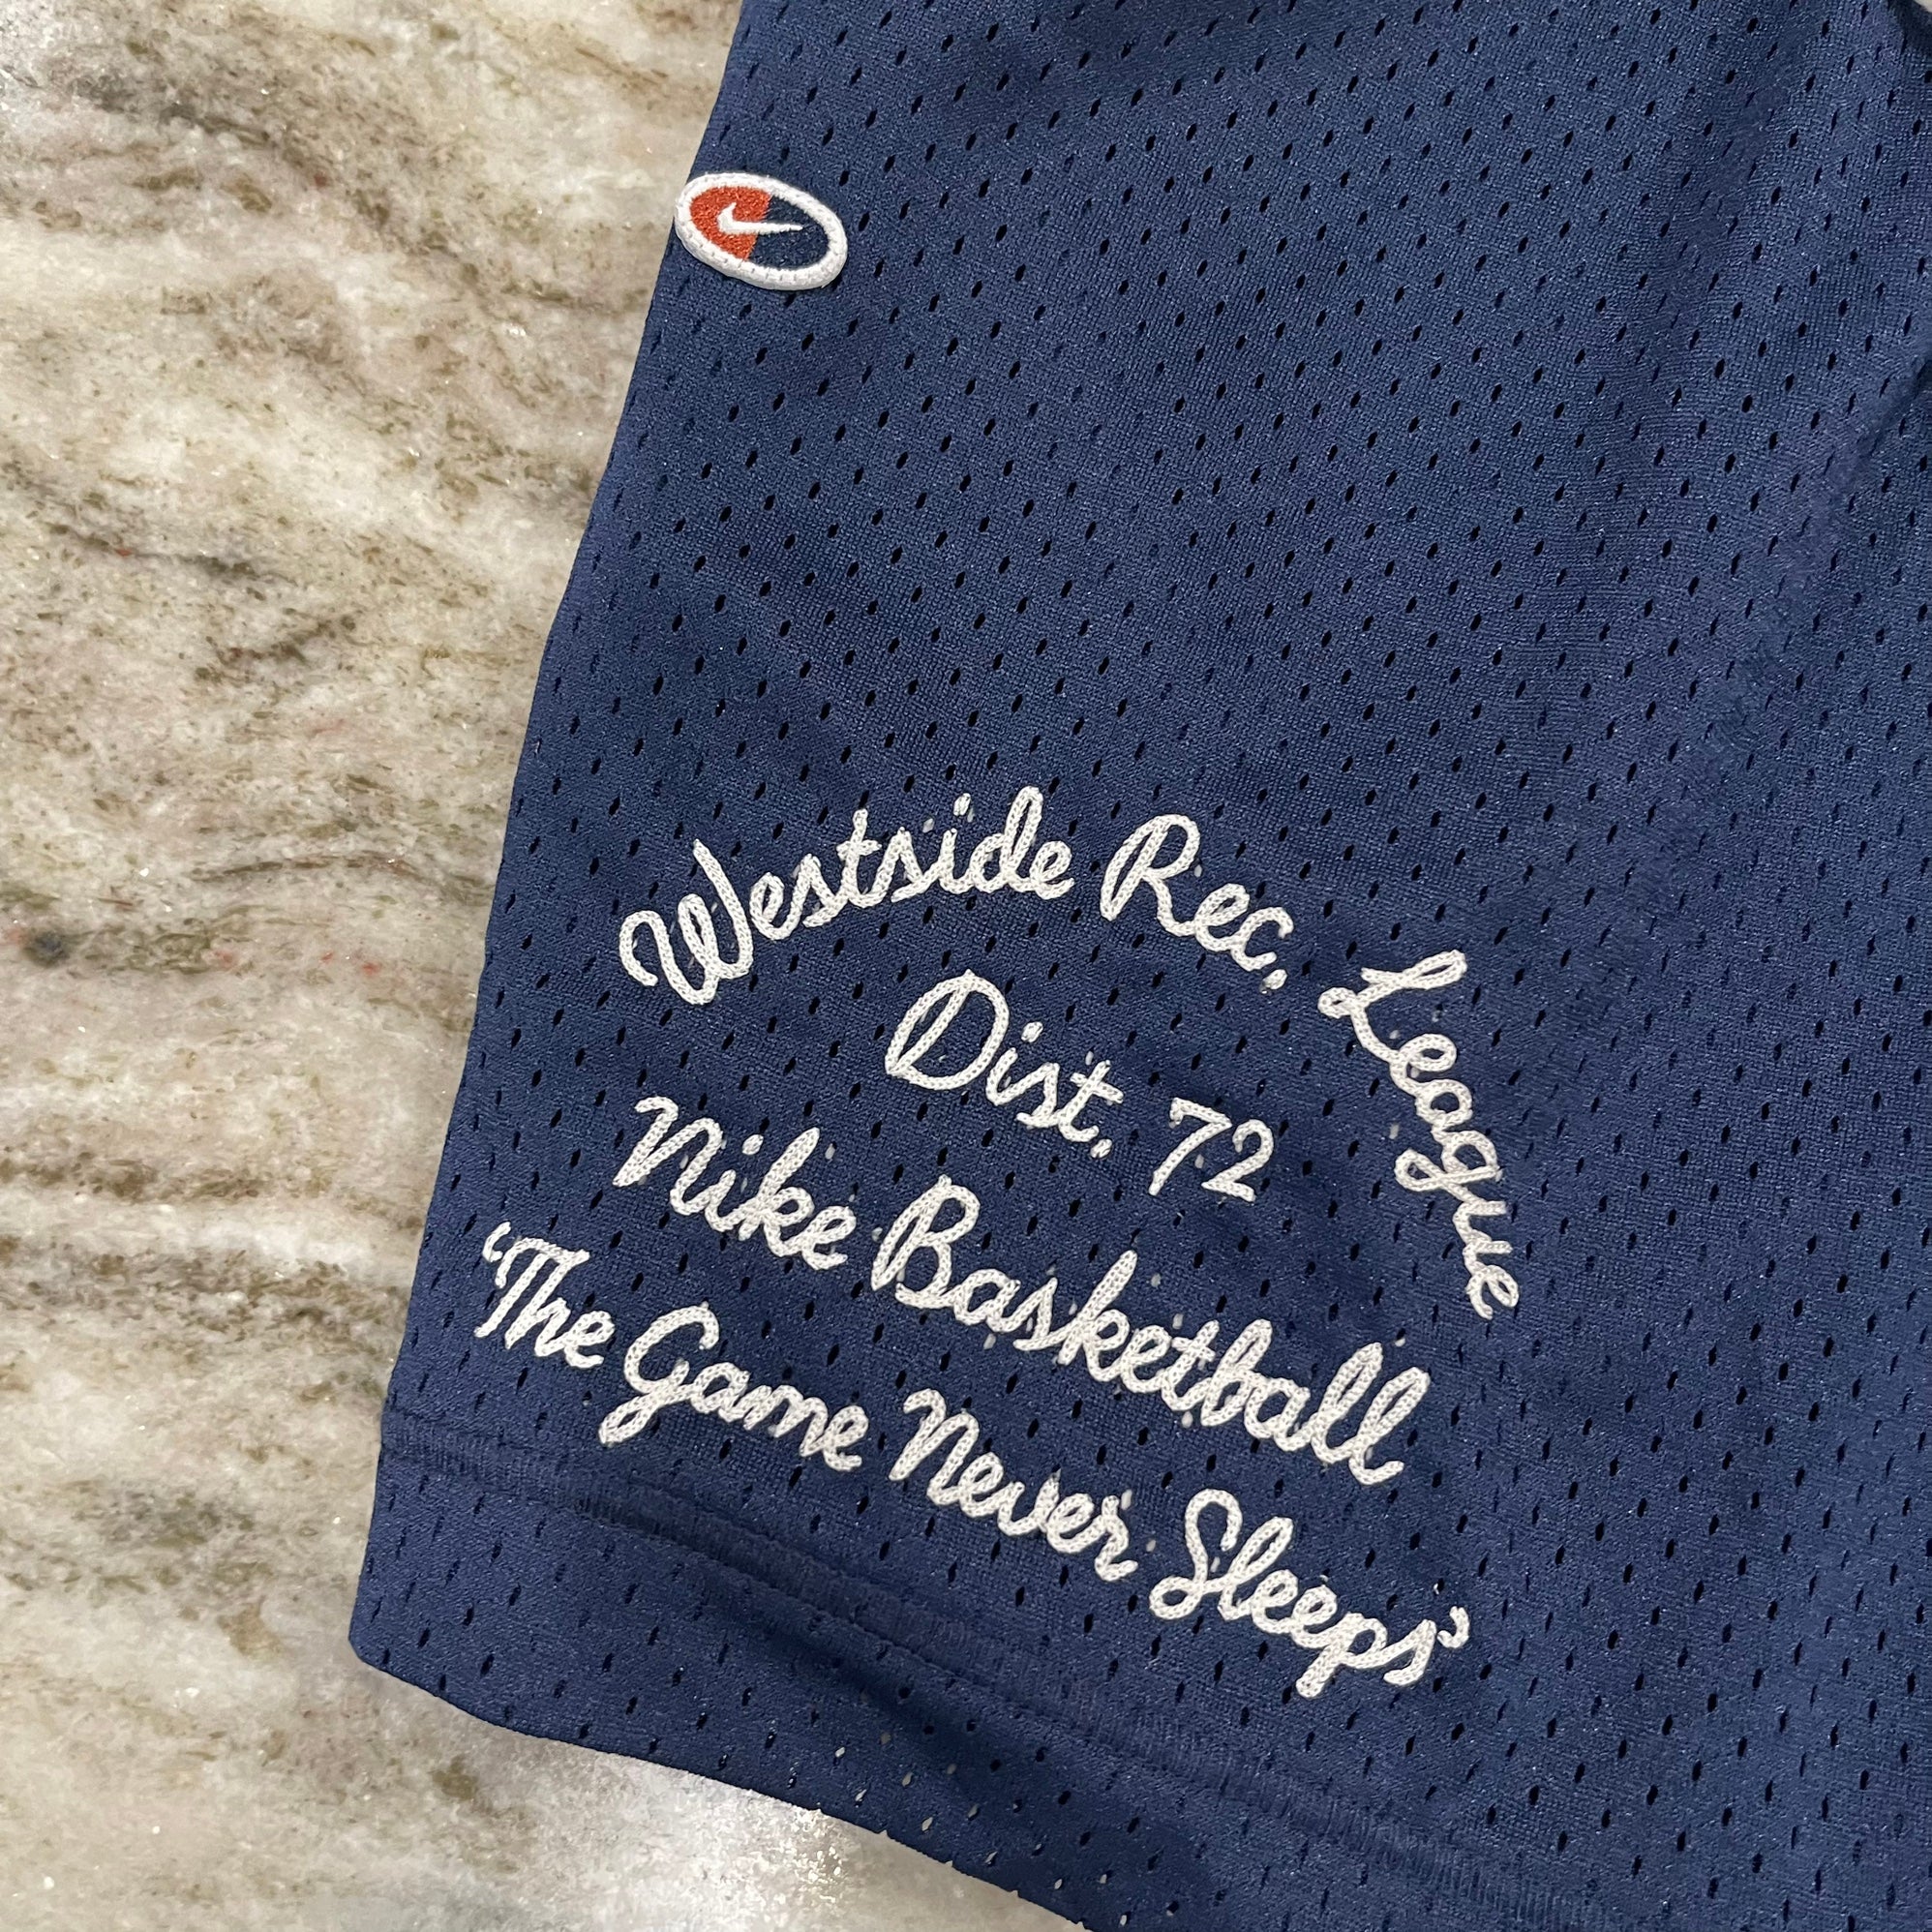 Westside Rec. League
Dist. 72
Nike Basketball
“The Game Never Sleeps”